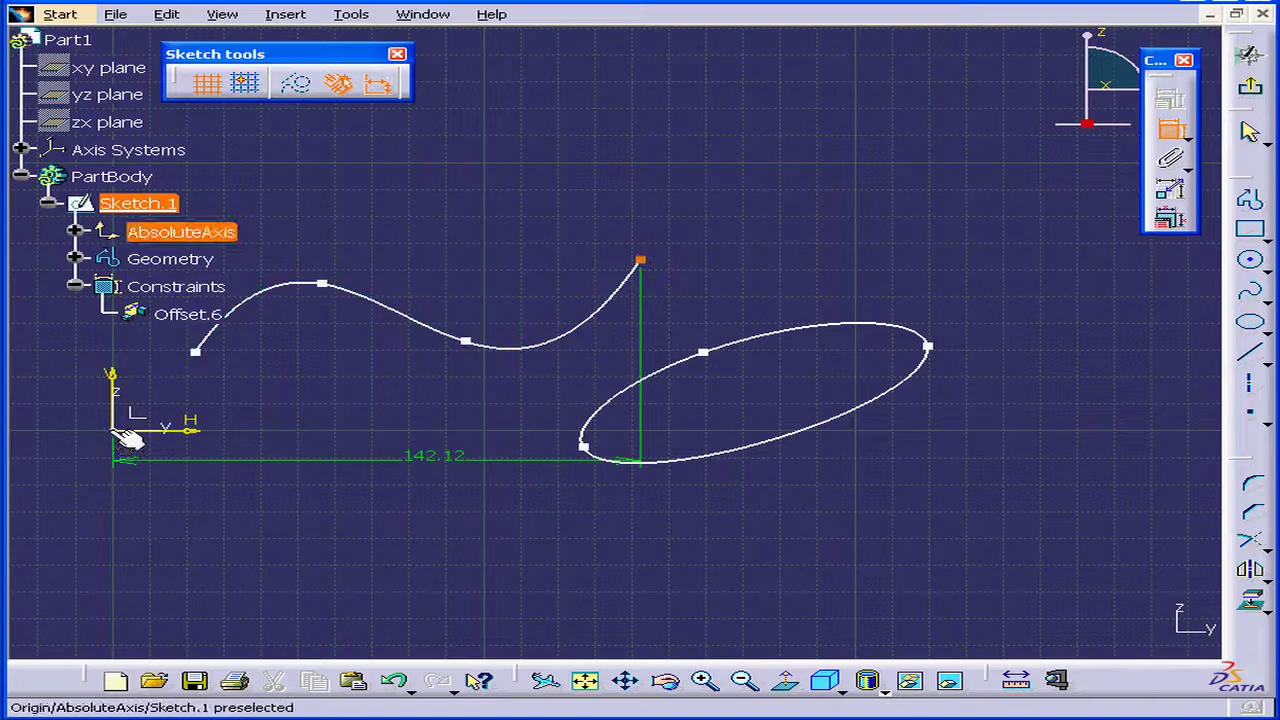 Start File Edit View Insert Tools Window Help
Part1
Sketch tools
C...
z
x
xy plane
yz plane
zx plane
Axis Systems
PartBody
Sketch.1
AbsoluteAxis
Geometry
Constraints
Offset.6
V
z
H
y
142.12
z
y
DS CATIA
Origin/AbsoluteAxis/Sketch.1 preselected